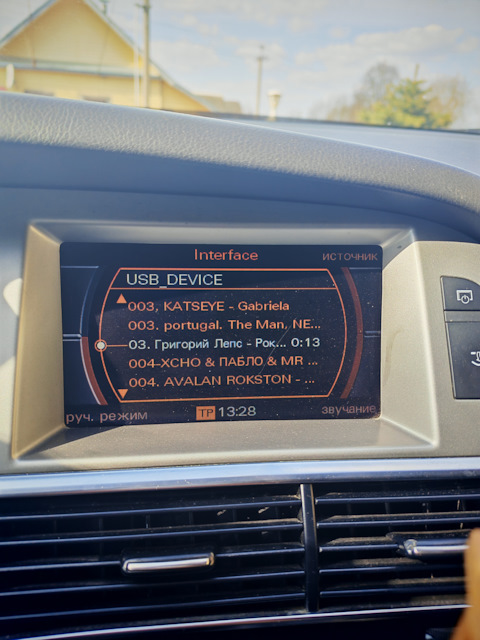 Interface
источник
USB_DEVICE
003, KATSEYE - Gabriela
003. portugal. The Man, NE...
03. Григорий Лепс - Рок... 0:13
004-XCHO & ПАБЛО & MR ...
004. AVALAN ROKSTON - ...
руч. режим
TP 13:28
звучание